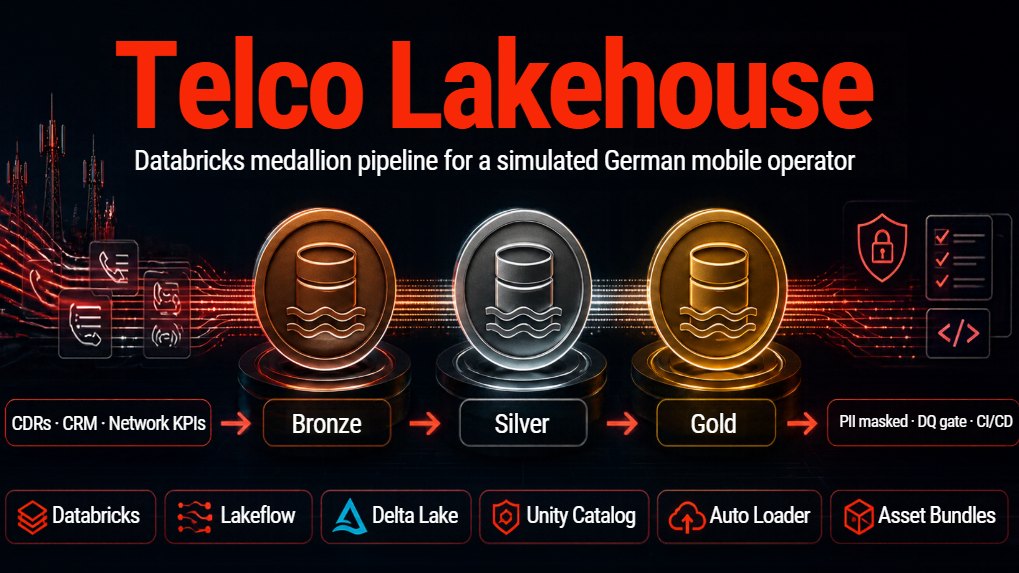 Telco Lakehouse
Databricks medallion pipeline for a simulated German mobile operator
CDRs · CRM · Network KPIs
Bronze
Silver
Gold
PII masked · DQ gate · CI/CD
Databricks
Lakeflow
Delta Lake
Unity Catalog
Auto Loader
Asset Bundles